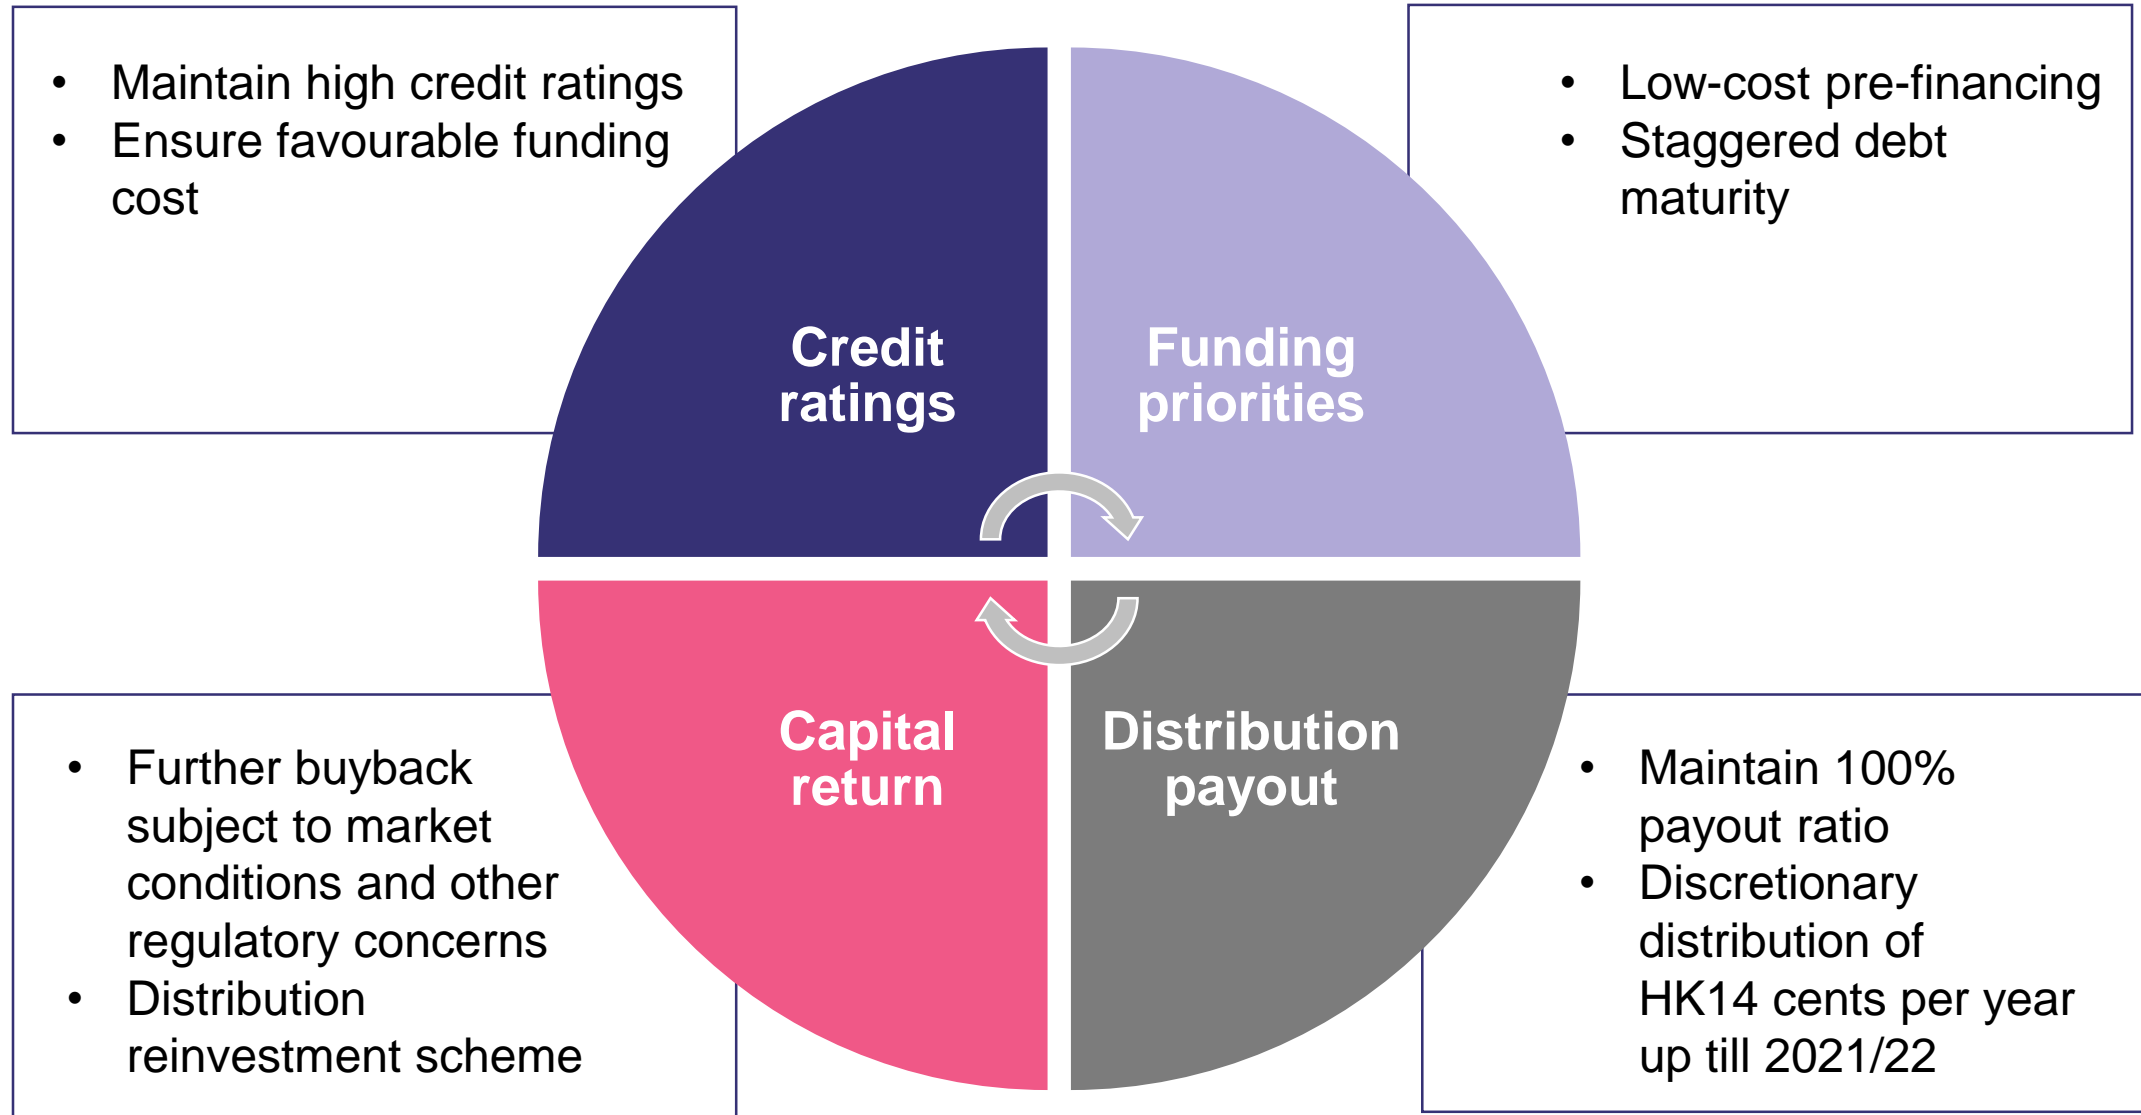 • Maintain high credit ratings
• Ensure favourable funding
cost
• Low-cost pre-financing
• Staggered debt
maturity
Credit
ratings
Funding
priorities
Capital
return
Distribution
payout
• Further buyback
subject to market
conditions and other
regulatory concerns
• Distribution
reinvestment scheme
• Maintain 100%
payout ratio
• Discretionary
distribution of
HK14 cents per year
up till 2021/22